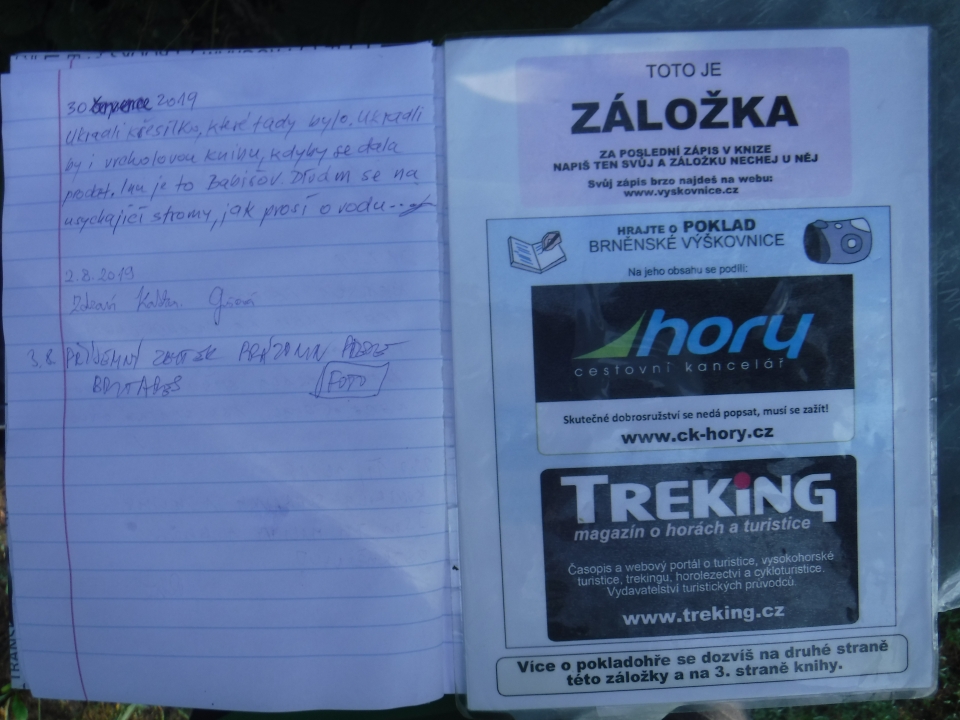 30 července 2019
Ukradli křesílko, které tady bylo. Ukradli
by i vrcholovou knihu, kdyby se dala
prodat. Inu je to Babišov. Dívám se na
usychající stromy, jak prosí o vodu...
2.8.2019
Zdraví
3.8. PŘÍJEMNÝ
FOTO
TOTO JE
ZÁLOŽKA
ZA POSLEDNÍ ZÁPIS V KNIZE
NAPIŠ TEN SVŮJ A ZÁLOŽKU NECHEJ U NĚJ
Svůj zápis brzo najdeš na webu:
www.vyskovnice.cz
HRAJTE O POKLAD
BRNĚNSKÉ VÝŠKOVNICE
Na jeho obsahu se podílí:
hory
cestovní kancelář
Skutečné dobrosružství se nedá popsat, musí se zažít!
www.ck-hory.cz
TREKiNG
magazín o horách a turistice
Časopis a webový portál o turistice, vysokohorské
turistice, trekingu, horolezectví a cykloturistice.
Vydavatelství turistických průvodců.
www.treking.cz
Více o pokladohře se dozvíš na druhé straně
této záložky a na 3. straně knihy.